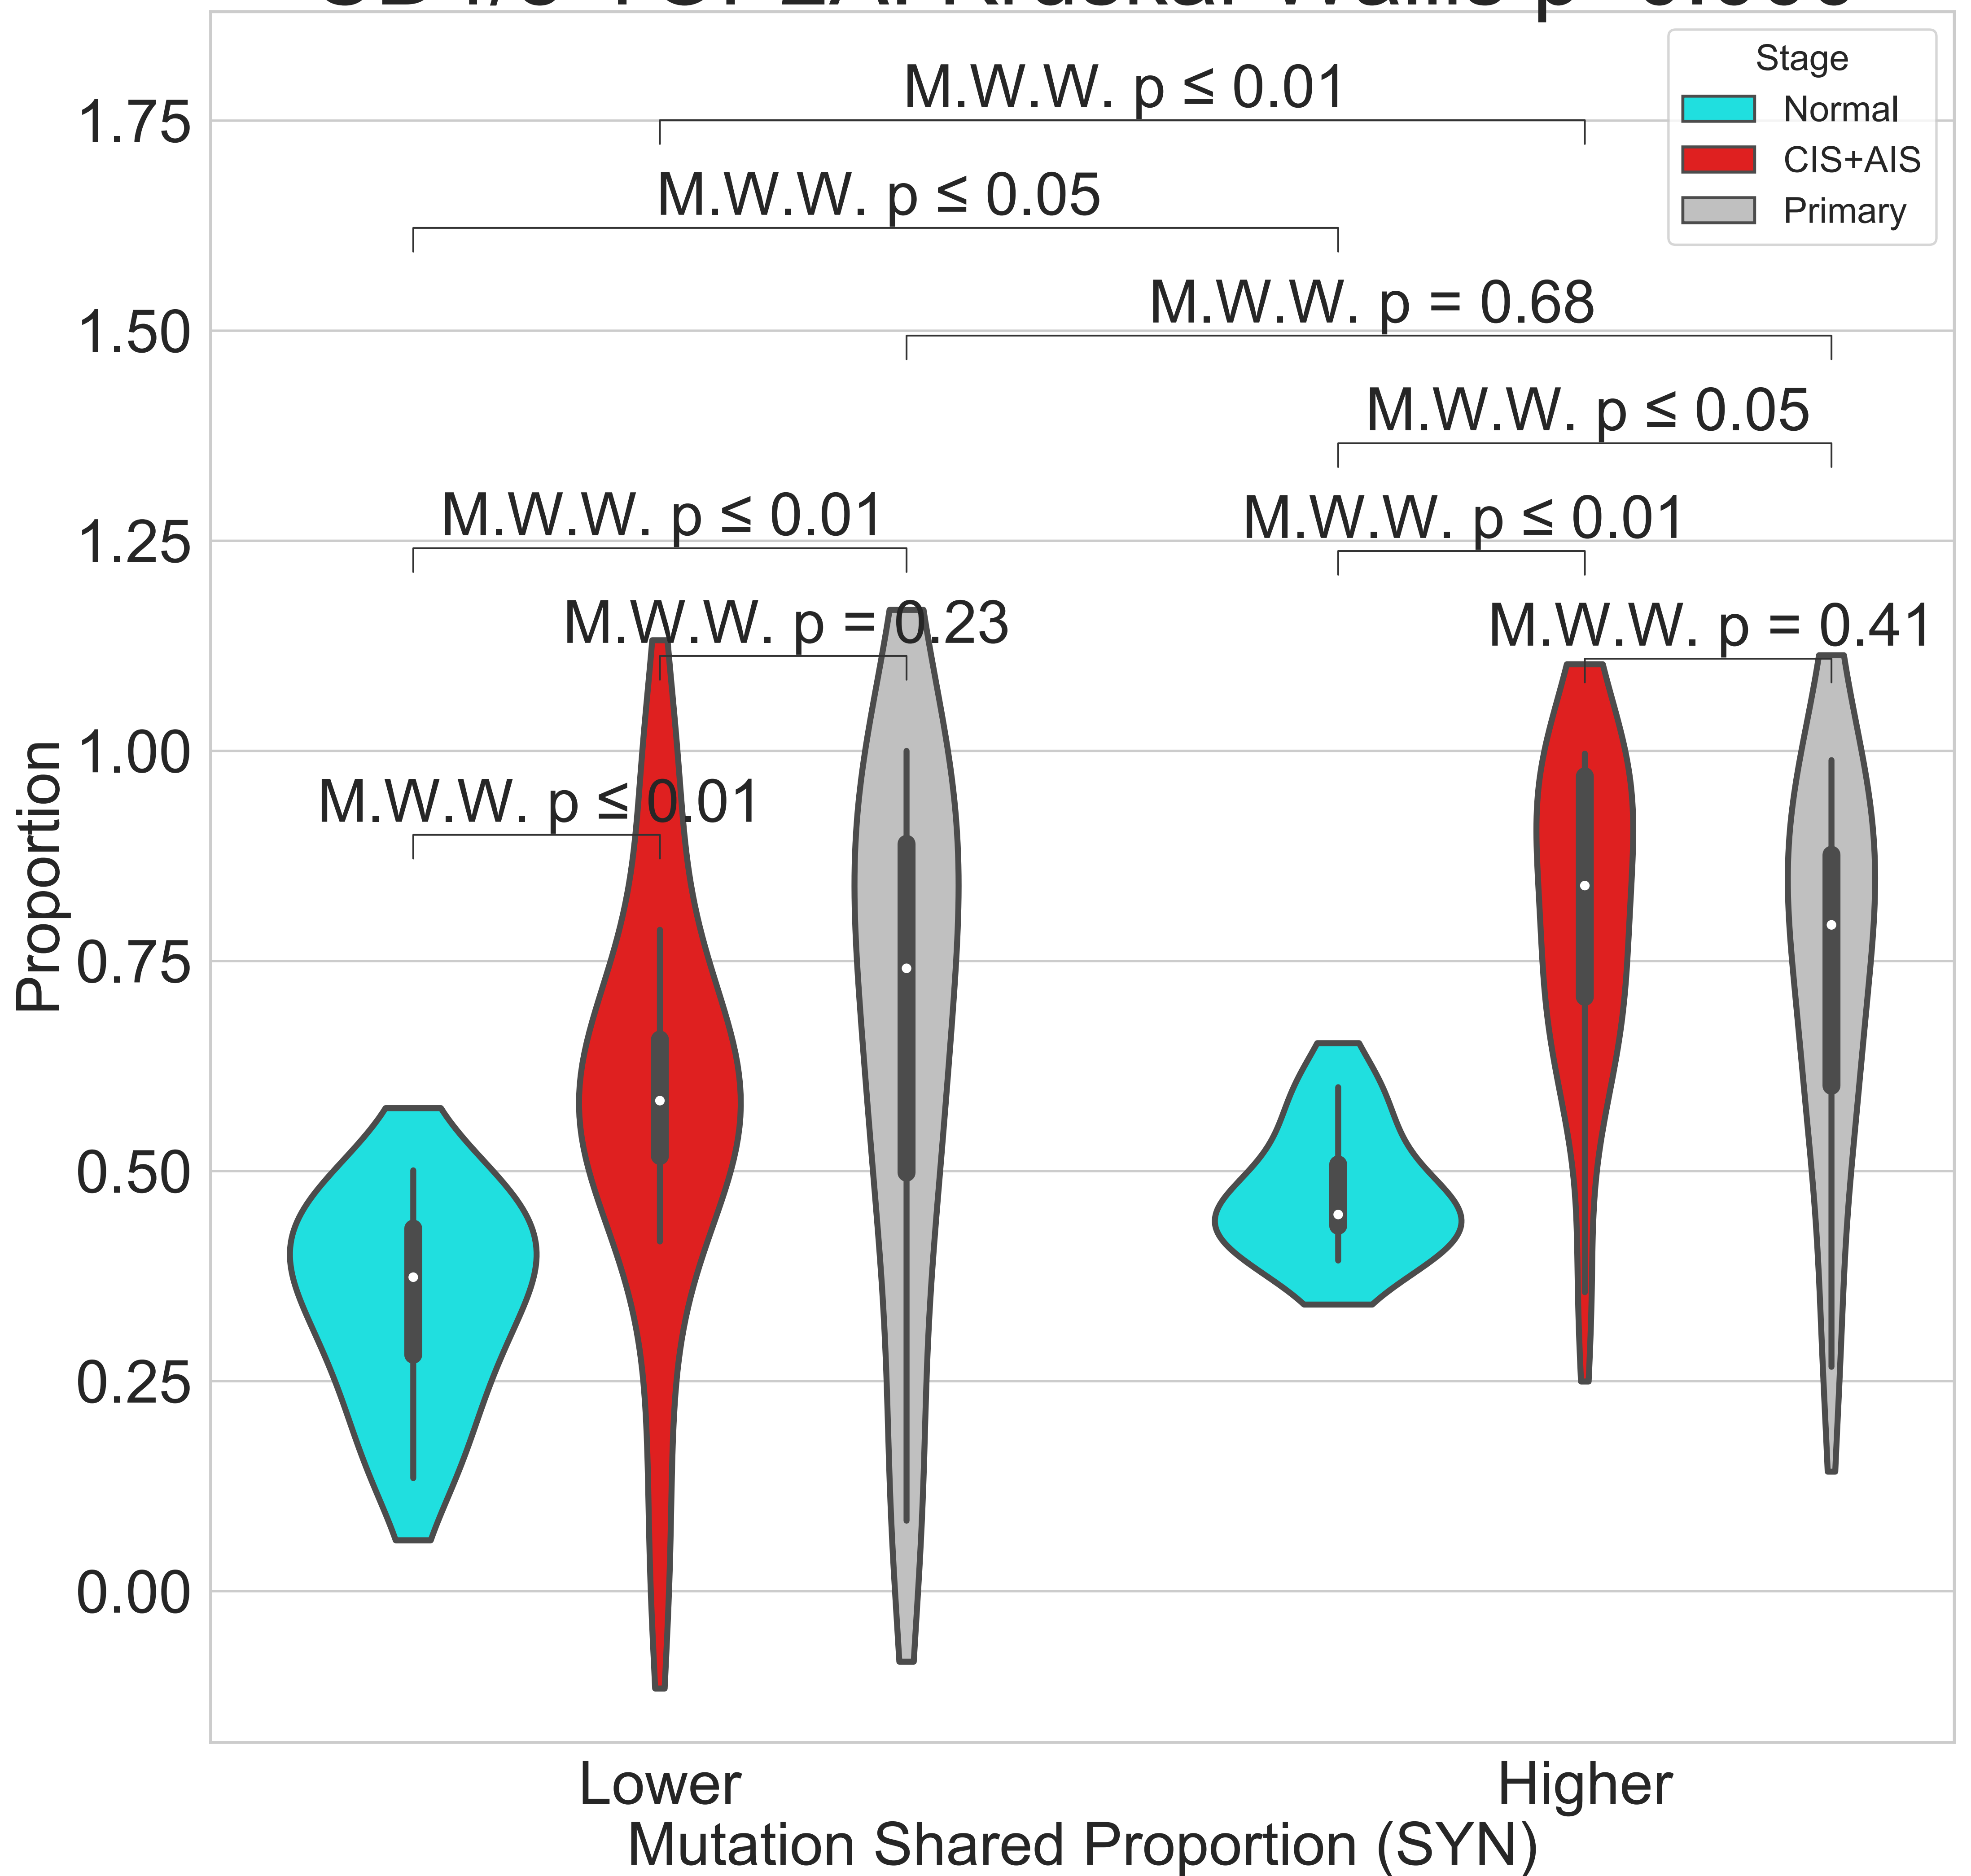 Stage
Normal
CIS+AIS
Primary
M.W.W. p ≤ 0.01
M.W.W. p ≤ 0.05
M.W.W. p = 0.68
M.W.W. p ≤ 0.05
M.W.W. p ≤ 0.01
M.W.W. p ≤ 0.01
M.W.W. p = 0.23
M.W.W. p = 0.41
M.W.W. p ≤ 0.01
1.75
1.50
1.25
1.00
0.75
0.50
0.25
0.00
Proportion
Lower
Higher
Mutation Shared Proportion (SYN)